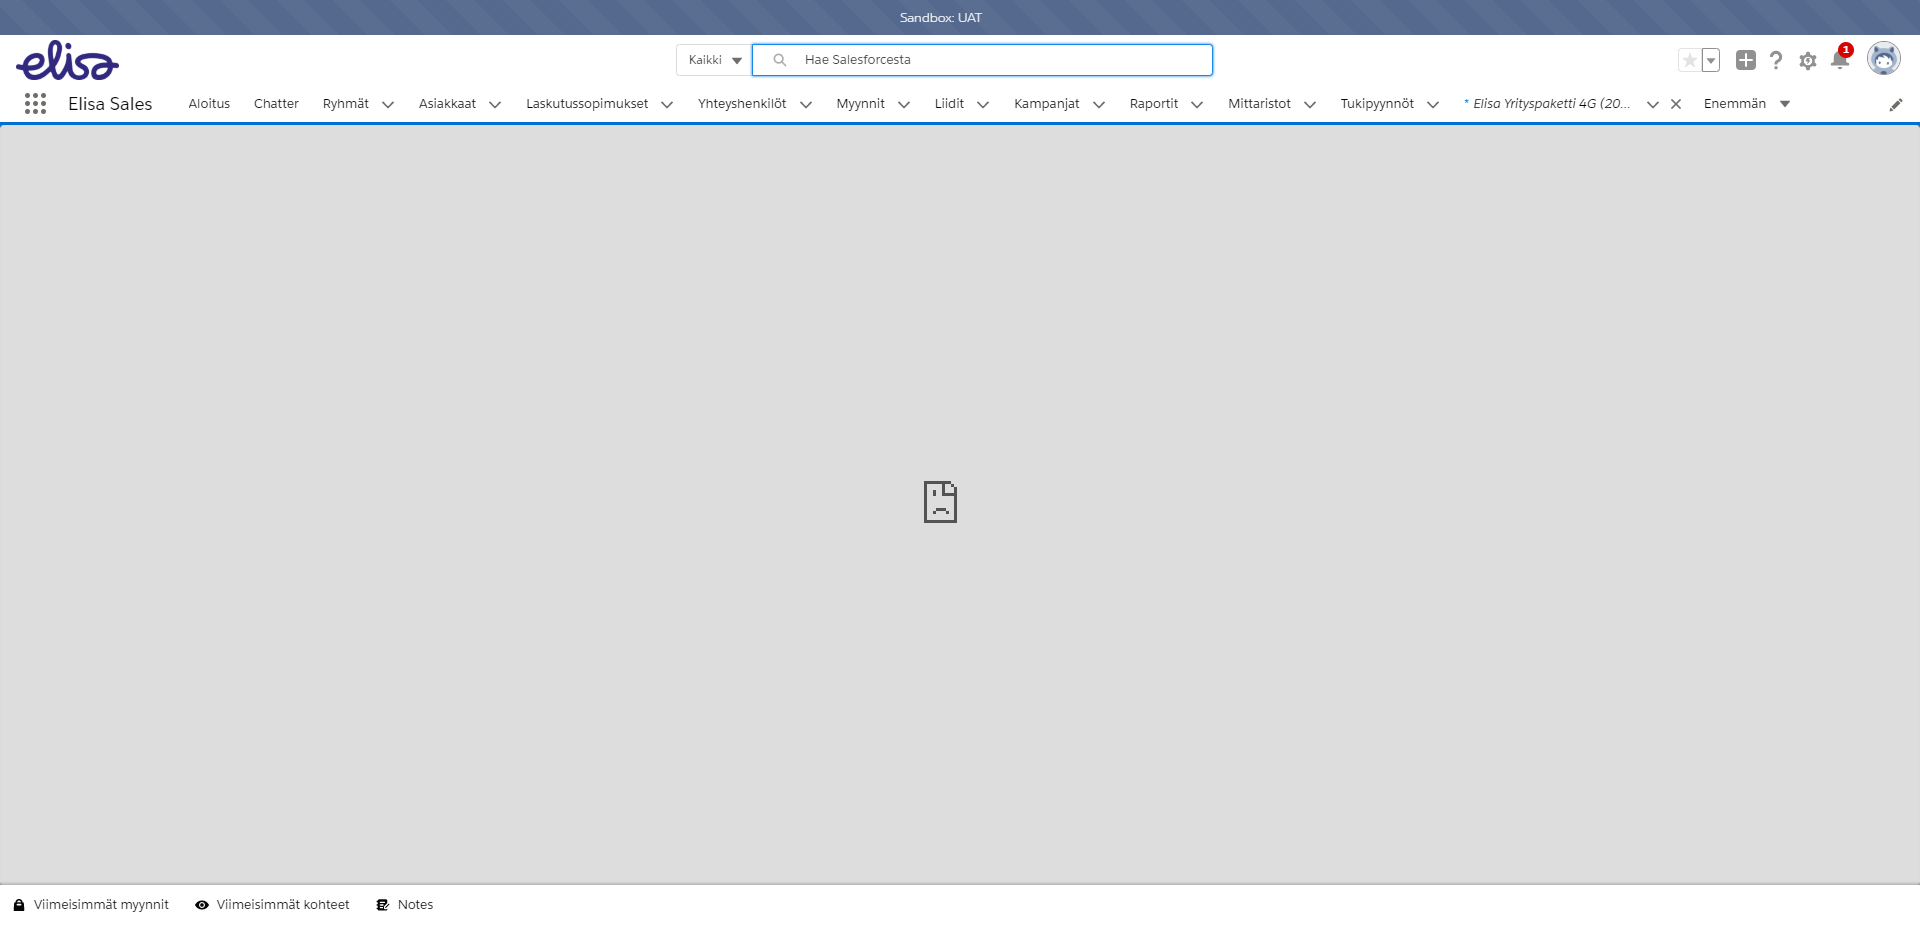 Sandbox: UAT
elisa
Kaikki
Hae Salesforcesta
1
Elisa Sales
Aloitus
Chatter
Ryhmät
Asiakkaat
Laskutussopimukset
Yhteyshenkilöt
Myynnit
Liidit
Kampanjat
Raportit
Mittaristot
Tukipyynnöt
* Elisa Yrityspaketti 4G (20...
Enemmän
Viimeisimmät myynnit
Viimeisimmät kohteet
Notes